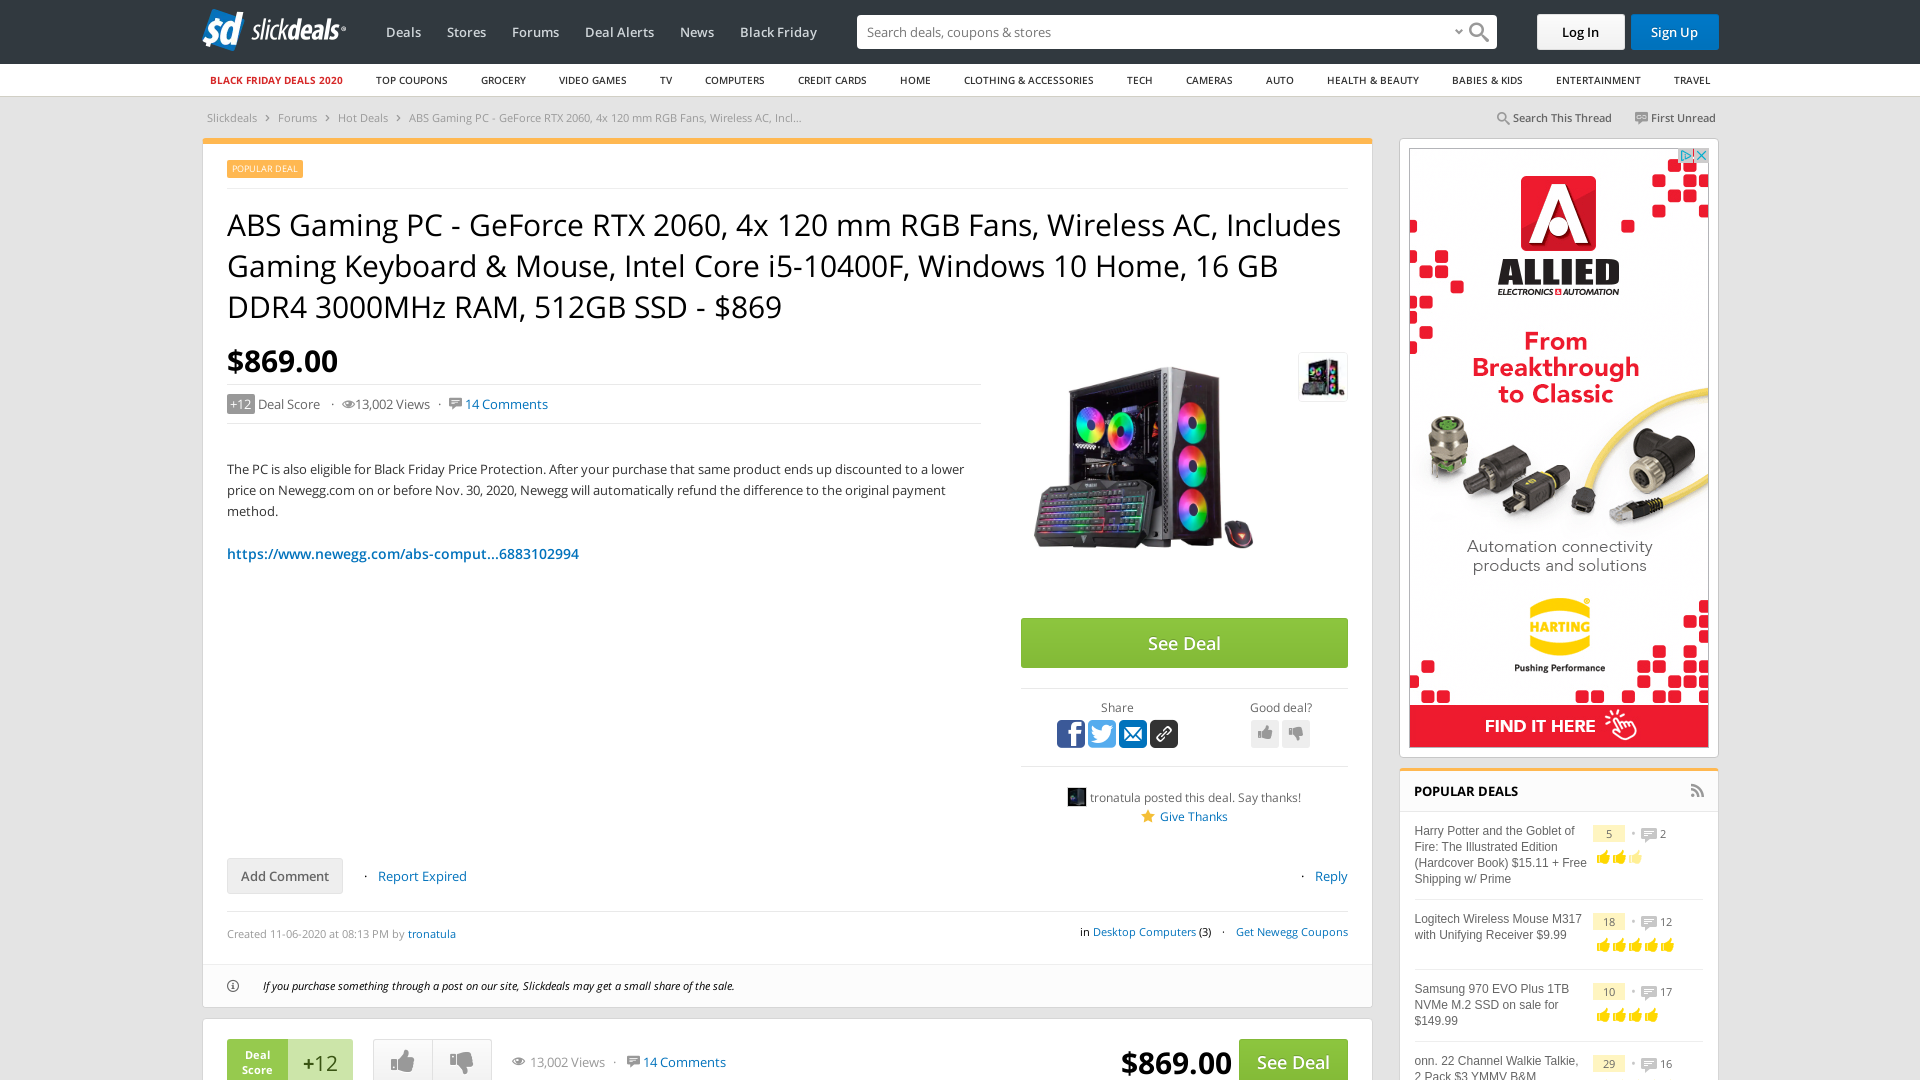 slickdeals
Deals
Stores
Forums
Deal Alerts
News
Black Friday
Search deals, coupons & stores
Log In
Sign Up
BLACK FRIDAY DEALS 2020
TOP COUPONS
GROCERY
VIDEO GAMES
TV
COMPUTERS
CREDIT CARDS
HOME
CLOTHING & ACCESSORIES
TECH
CAMERAS
AUTO
HEALTH & BEAUTY
BABIES & KIDS
ENTERTAINMENT
TRAVEL
Slickdeals › Forums › Hot Deals › ABS Gaming PC - GeForce RTX 2060, 4x 120 mm RGB Fans, Wireless AC, Incl...
Search This Thread
First Unread
POPULAR DEAL
ABS Gaming PC - GeForce RTX 2060, 4x 120 mm RGB Fans, Wireless AC, Includes
Gaming Keyboard & Mouse, Intel Core i5-10400F, Windows 10 Home, 16 GB
DDR4 3000MHz RAM, 512GB SSD - $869
$869.00
+12 Deal Score · 13,002 Views · 14 Comments
The PC is also eligible for Black Friday Price Protection. After your purchase that same product ends up discounted to a lower
price on Newegg.com on or before Nov. 30, 2020, Newegg will automatically refund the difference to the original payment
method.
https://www.newegg.com/abs-comput...6883102994
See Deal
Share
Good deal?
tronatula posted this deal. Say thanks!
Give Thanks
Add Comment
· Report Expired
· Reply
Created 11-06-2020 at 08:13 PM by tronatula
in Desktop Computers (3) · Get Newegg Coupons
If you purchase something through a post on our site, Slickdeals may get a small share of the sale.
Deal
Score
+12
13,002 Views · 14 Comments
$869.00
See Deal
ALLIED
ELECTRONICS & AUTOMATION
From
Breakthrough
to Classic
Automation connectivity
products and solutions
HARTING
Pushing Performance
FIND IT HERE
POPULAR DEALS
Harry Potter and the Goblet of
Fire: The Illustrated Edition
(Hardcover Book) $15.11 + Free
Shipping w/ Prime
5 • 2
Logitech Wireless Mouse M317
with Unifying Receiver $9.99
18 • 12
Samsung 970 EVO Plus 1TB
NVMe M.2 SSD on sale for
$149.99
10 • 17
onn. 22 Channel Walkie Talkie,
2 Pack $3 YMMV B&M
29 • 16